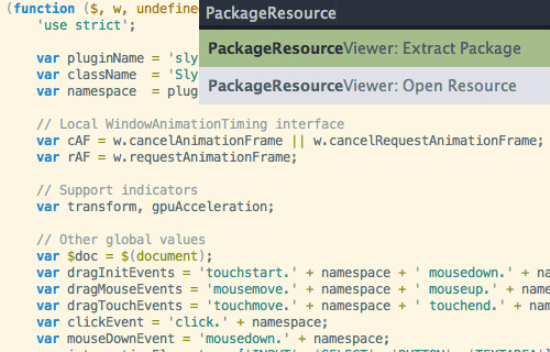 (function ($, w, undefine
'use strict';
PackageResource
PackageResourceViewer: Extract Package
PackageResourceViewer: Open Resource
var pluginName = 'sly
var className = 'Sly
var namespace = plug
// Local WindowAnimationTiming interface
var cAF = w.cancelAnimationFrame || w.cancelRequestAnimationFrame;
var rAF = w.requestAnimationFrame;
// Support indicators
var transform, gpuAcceleration;
// Other global values
var $doc = $(document);
var dragInitEvents = 'touchstart.' + namespace + ' mousedown.' + na
var dragMouseEvents = 'mousemove.' + namespace + ' mouseup.' + name
var dragTouchEvents = 'touchmove.' + namespace + ' touchend.' + nam
var clickEvent = 'click.' + namespace;
var mouseDownEvent = 'mousedown.' + namespace;